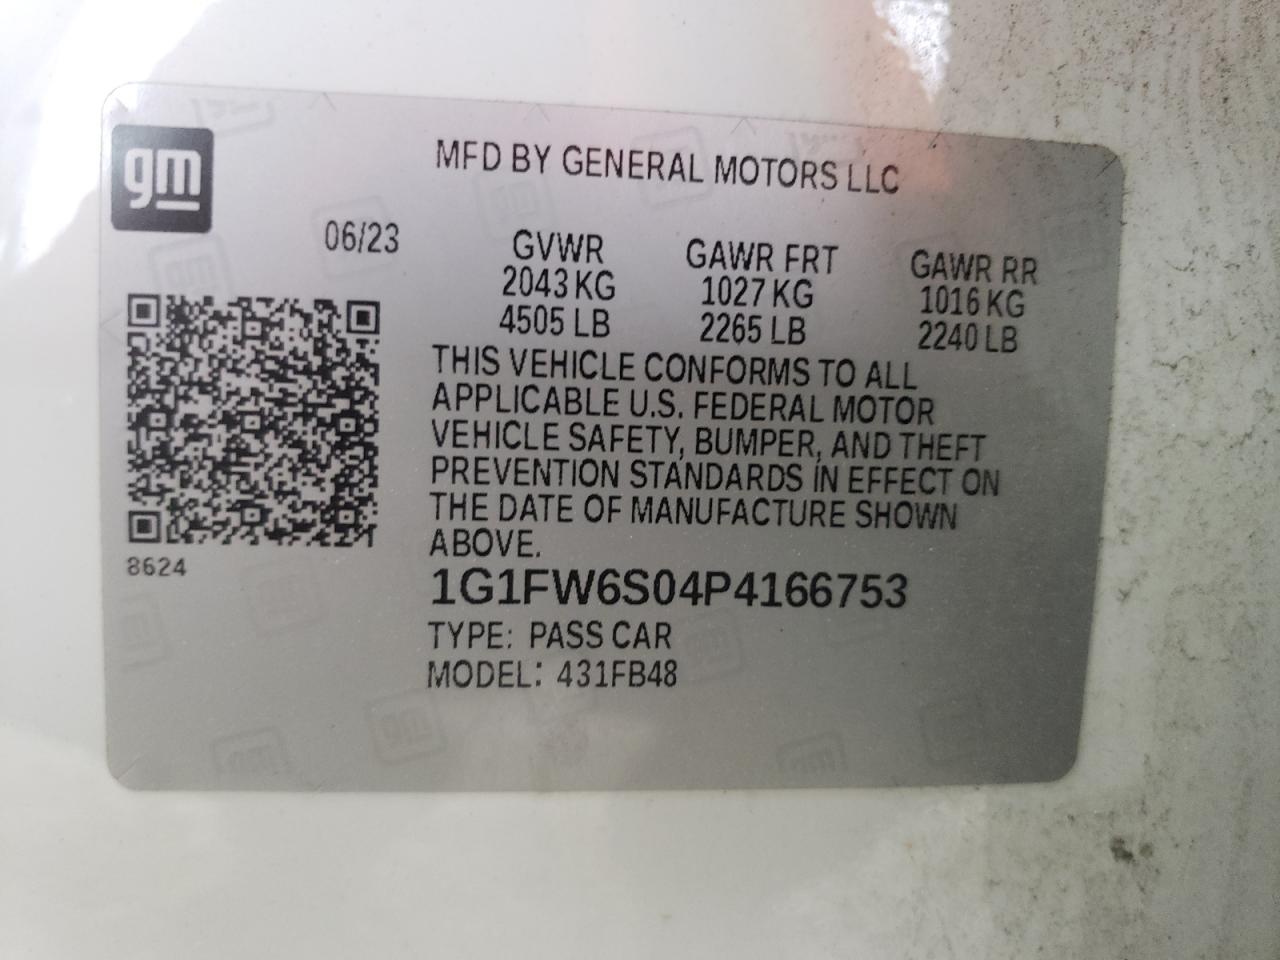 gm
MFD BY GENERAL MOTORS LLC
06/23
GVWR GAWR FRT GAWR RR
2043 KG 1027 KG 1016 KG
4505 LB 2265 LB 2240 LB
THIS VEHICLE CONFORMS TO ALL
APPLICABLE U.S. FEDERAL MOTOR
VEHICLE SAFETY, BUMPER, AND THEFT
PREVENTION STANDARDS IN EFFECT ON
THE DATE OF MANUFACTURE SHOWN
ABOVE.
8624
1G1FW6S04P4166753
TYPE: PASS CAR
MODEL: 431FB48